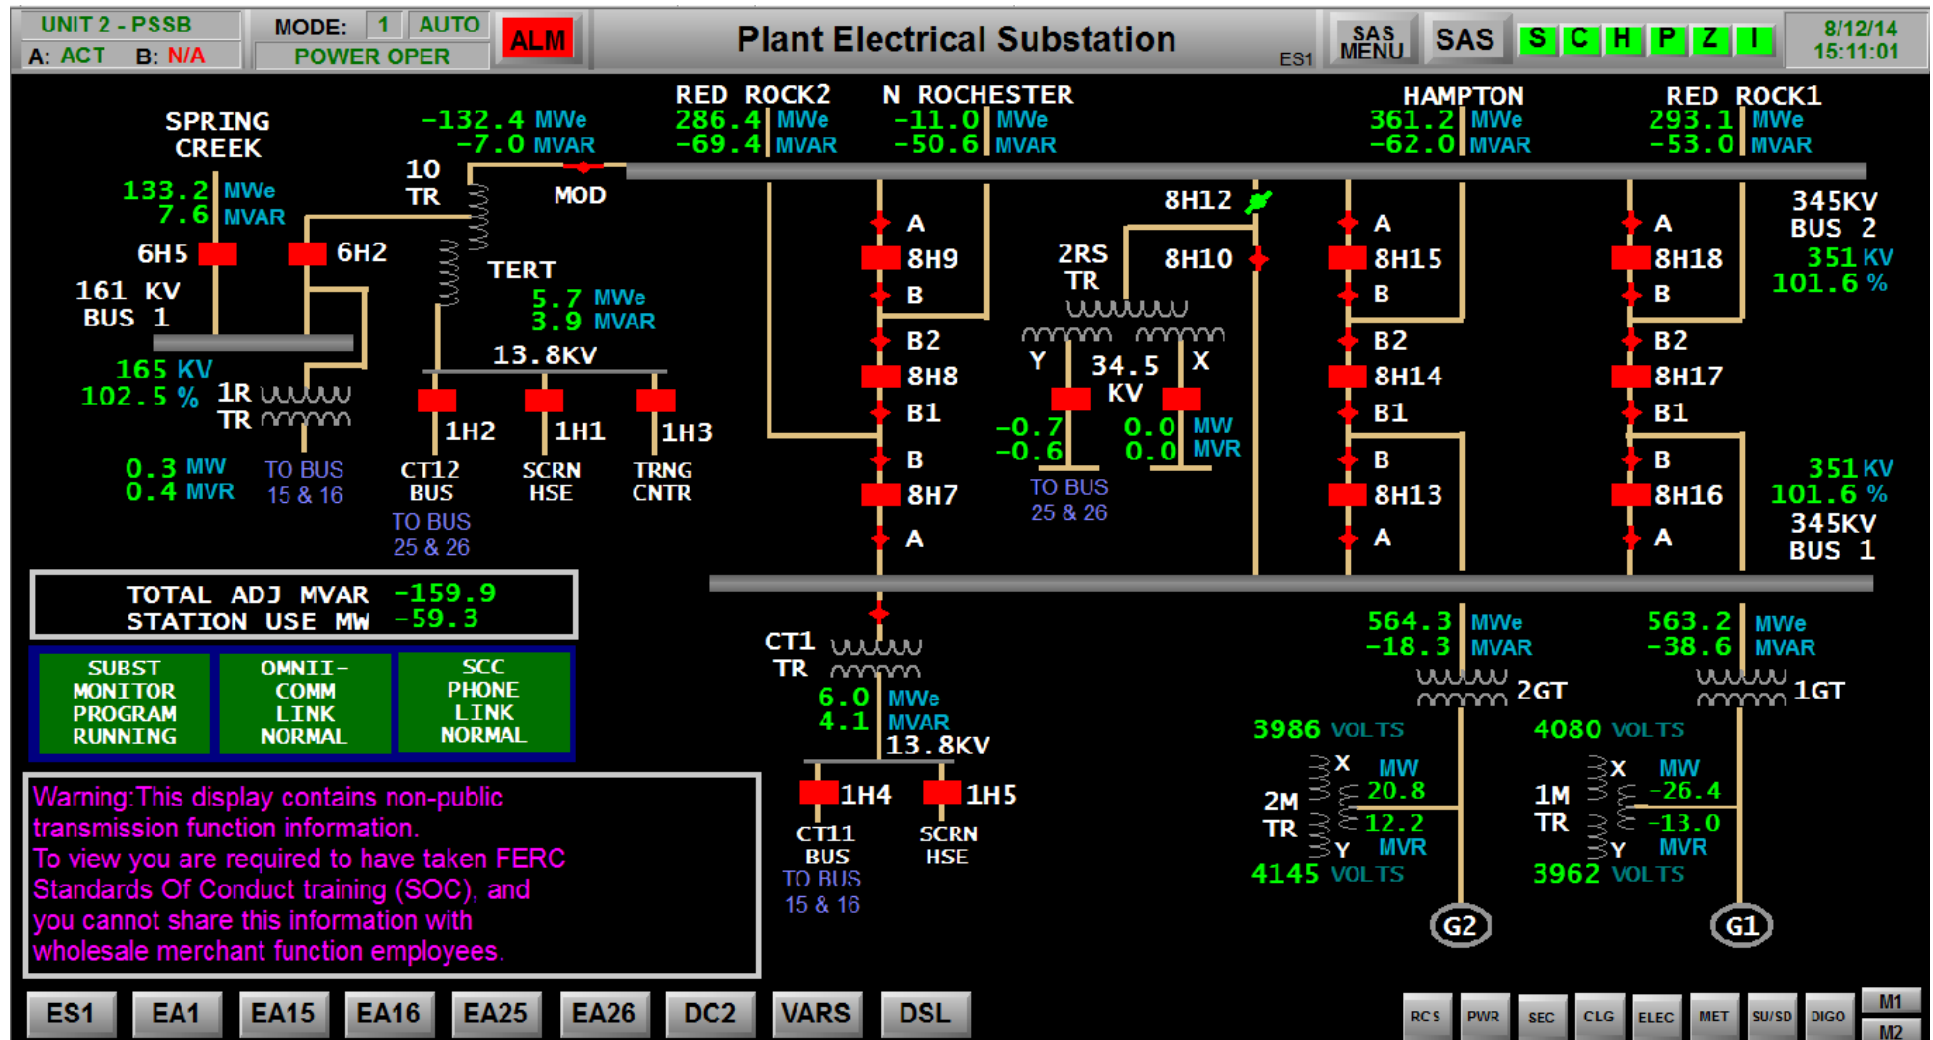 UNIT 2 - PSSB
A: ACT B: N/A
MODE: 1 AUTO
POWER OPER
ALM
Plant Electrical Substation
ES1
SAS MENU
SAS
S C H P Z I
8/12/14
15:11:01
SPRING
CREEK
133.2 MWe
7.6 MVAR
6H5
6H2
161 KV
BUS 1
165 KV
102.5 %
1R
TR
0.3 MW
0.4 MVR
TO BUS
15 & 16
-132.4 MWe
-7.0 MVAR
10
TR
MOD
TERT
5.7 MWe
3.9 MVAR
13.8KV
1H2
1H1
1H3
CT12
BUS
TO BUS
25 & 26
SCRN
HSE
TRNG
CNTR
RED ROCK2
286.4 MWe
-69.4 MVAR
N ROCHESTER
-11.0 MWe
-50.6 MVAR
HAMPTON
361.2 MWe
-62.0 MVAR
RED ROCK1
293.1 MWe
-53.0 MVAR
A
8H9
B
B2
8H8
B1
B
8H7
A
8H12
8H10
2RS
TR
Y
34.5
KV
X
-0.7
-0.6
0.0 MW
0.0 MVR
TO BUS
25 & 26
A
8H15
B
B2
8H14
B1
B
8H13
A
A
8H18
B
B2
8H17
B1
B
8H16
A
345KV
BUS 2
351 KV
101.6 %
351 KV
101.6 %
345KV
BUS 1
TOTAL ADJ MVAR -159.9
STATION USE MW -59.3
SUBST
MONITOR
PROGRAM
RUNNING
OMNII-
COMM
LINK
NORMAL
SCC
PHONE
LINK
NORMAL
CT1
TR
6.0 MWe
4.1 MVAR
13.8KV
1H4
1H5
CT11
BUS
TO BUS
15 & 16
SCRN
HSE
564.3 MWe
-18.3 MVAR
2GT
3986 VOLTS
X
MW
20.8
2M
TR
12.2
MVR
Y
4145 VOLTS
G2
563.2 MWe
-38.6 MVAR
1GT
4080 VOLTS
X
MW
-26.4
1M
TR
-13.0
MVR
Y
3962 VOLTS
G1
Warning:This display contains non-public
transmission function information.
To view you are required to have taken FERC
Standards Of Conduct training (SOC), and
you cannot share this information with
wholesale merchant function employees.
ES1 EA1 EA15 EA16 EA25 EA26 DC2 VARS DSL
RCS PWR SEC CLG ELEC MET SU/SD DIGO
M1
M2